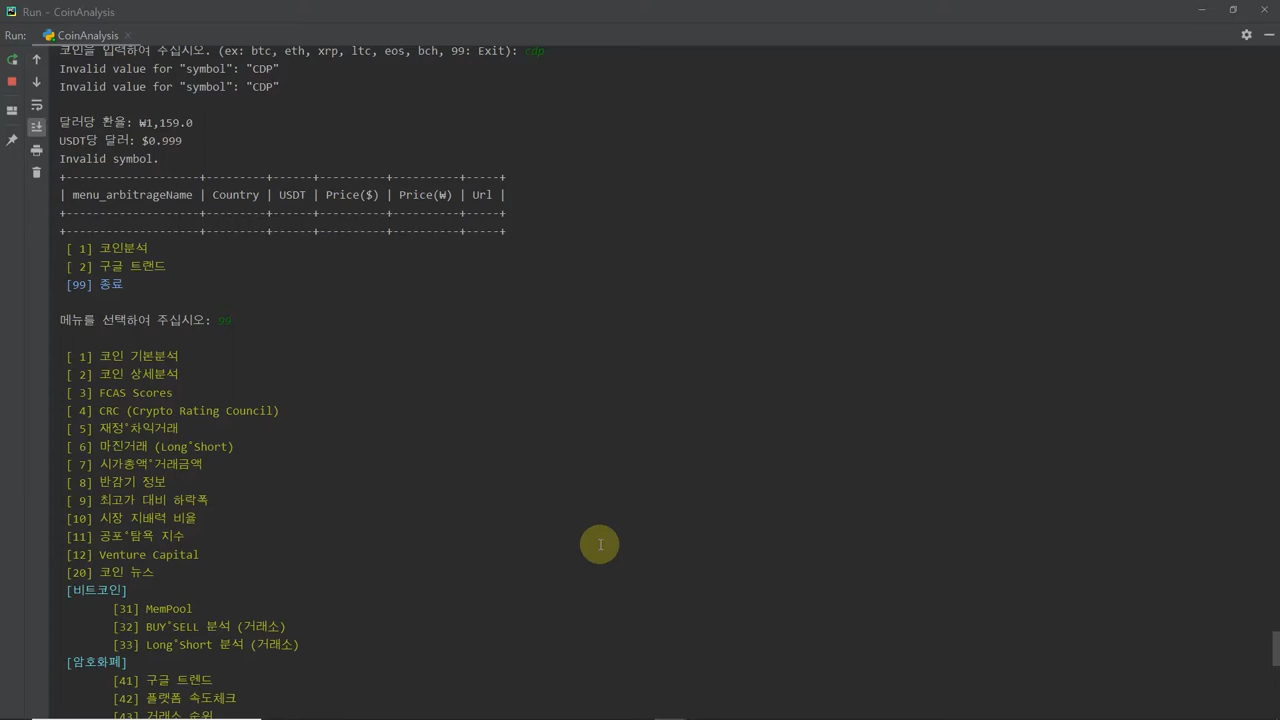 Run - CoinAnalysis
Run: CoinAnalysis
코인을 입력하여 주십시오. (ex: btc, eth, xrp, ltc, eos, bch, 99: Exit): cdp
Invalid value for "symbol": "CDP"
Invalid value for "symbol": "CDP"
달러당 환율: ₩1,159.0
USDT당 달러: $0.999
Invalid symbol.
+--------------------+---------+------+----------+----------+-----+
| menu_arbitrageName | Country | USDT | Price($) | Price(₩) | Url |
+--------------------+---------+------+----------+----------+-----+
+--------------------+---------+------+----------+----------+-----+
[ 1] 코인분석
[ 2] 구글 트랜드
[99] 종료
메뉴를 선택하여 주십시오: 99
[ 1] 코인 기본분석
[ 2] 코인 상세분석
[ 3] FCAS Scores
[ 4] CRC (Crypto Rating Council)
[ 5] 재정˚차익거래
[ 6] 마진거래 (Long˚Short)
[ 7] 시가총액˚거래금액
[ 8] 반감기 정보
[ 9] 최고가 대비 하락폭
[10] 시장 지배력 비율
[11] 공포˚탐욕 지수
[12] Venture Capital
[20] 코인 뉴스
[비트코인]
[31] MemPool
[32] BUY˚SELL 분석 (거래소)
[33] Long˚Short 분석 (거래소)
[암호화폐]
[41] 구글 트렌드
[42] 플랫폼 속도체크
[43] 거래소 순위